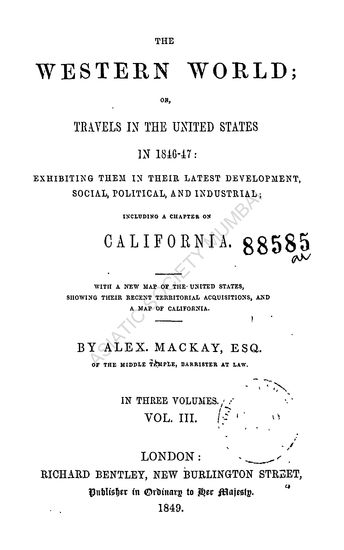 THE
WESTERN WORLD;
OR,
TRAVELS IN THE UNITED STATES
IN 1846-47:
EXHIBITING THEM IN THEIR LATEST DEVELOPMENT,
SOCIAL, POLITICAL, AND INDUSTRIAL;
INCLUDING A CHAPTER ON
CALIFORNIA.
88585
WITH A NEW MAP OF THE UNITED STATES,
SHOWING THEIR RECENT TERRITORIAL ACQUISITIONS, AND
A MAP OF CALIFORNIA.
BY ALEX. MACKAY, ESQ.
OF THE MIDDLE TEMPLE, BARRISTER AT LAW.
IN THREE VOLUMES.
VOL. III.
LONDON:
RICHARD BENTLEY, NEW BURLINGTON STREET,
Publisher in Ordinary to Her Majesty.
1849.
ASIATIC SOCIETY MUMBAI